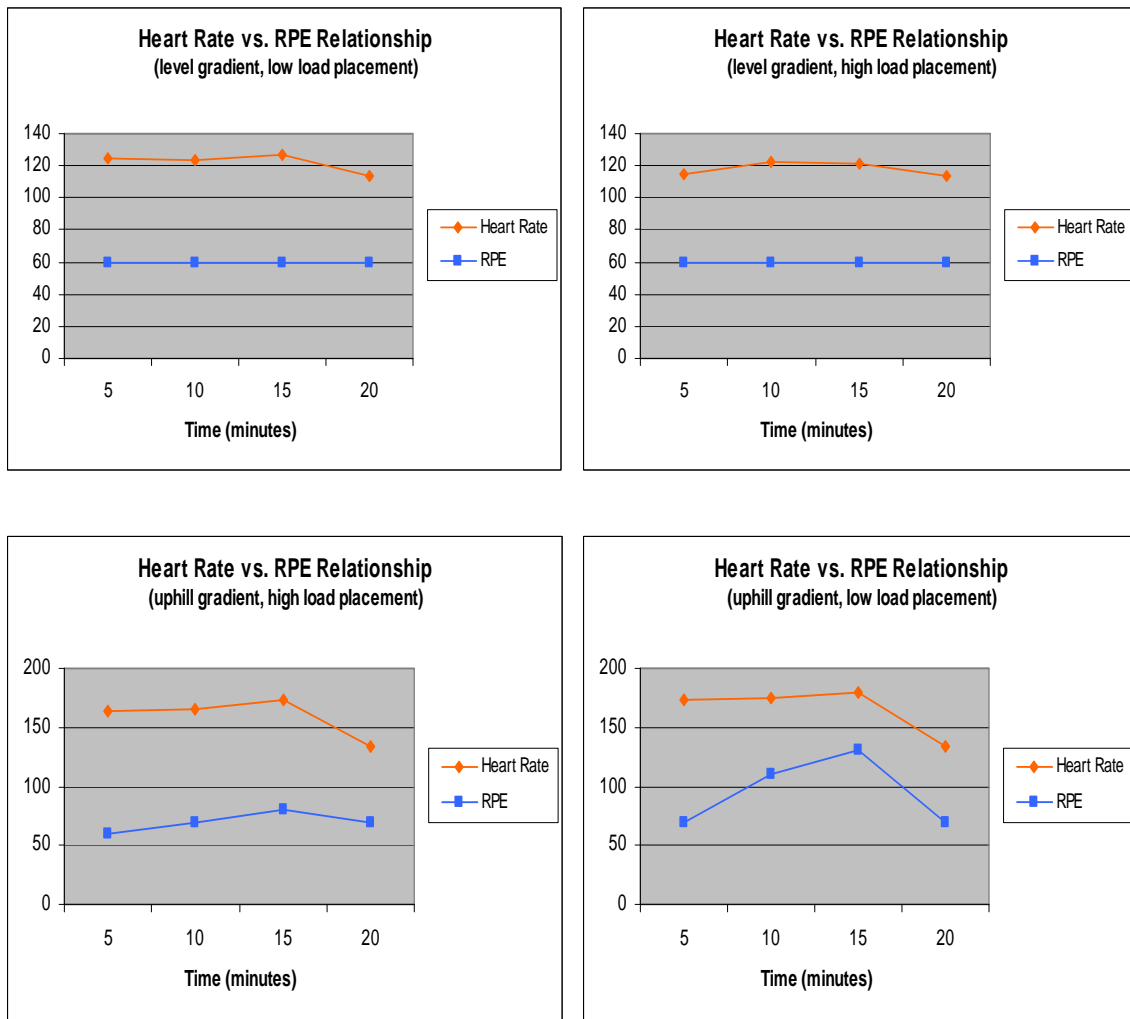 Heart Rate vs. RPE Relationship
(level gradient, low load placement)
140
120
100
80
60
40
20
0
Heart Rate
RPE
5 10 15 20
Time (minutes)
Heart Rate vs. RPE Relationship
(level gradient, high load placement)
140
120
100
80
60
40
20
0
Heart Rate
RPE
5 10 15 20
Time (minutes)
Heart Rate vs. RPE Relationship
(uphill gradient, high load placement)
200
150
100
50
0
Heart Rate
RPE
5 10 15 20
Time (minutes)
Heart Rate vs. RPE Relationship
(uphill gradient, low load placement)
200
150
100
50
0
Heart Rate
RPE
5 10 15 20
Time (minutes)